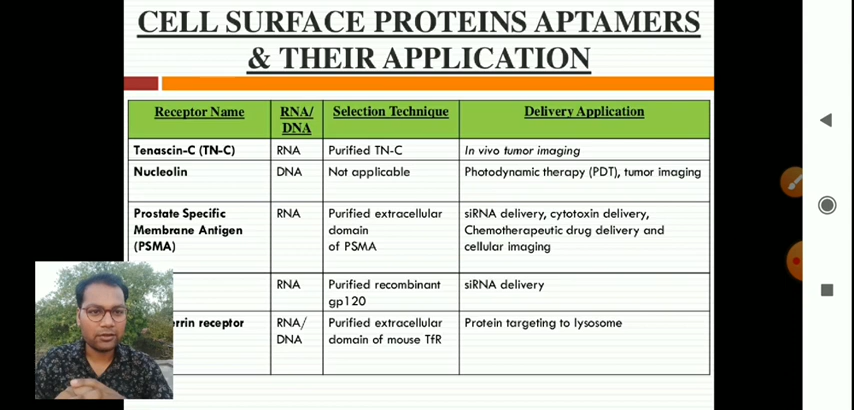 CELL SURFACE PROTEINS APTAMERS
& THEIR APPLICATION
Receptor Name RNA/ Selection Technique Delivery Application
DNA
Tenascin-C (TN-C) RNA Purified TN-C In vivo tumor imaging
Nucleolin DNA Not applicable Photodynamic therapy (PDT), tumor imaging
Prostate Specific RNA Purified extracellular siRNA delivery, cytotoxin delivery,
Membrane Antigen domain Chemotherapeutic drug delivery and
(PSMA) of PSMA cellular imaging
RNA Purified recombinant siRNA delivery
gp120
receptor RNA/ Purified extracellular Protein targeting to lysosome
DNA domain of mouse TfR